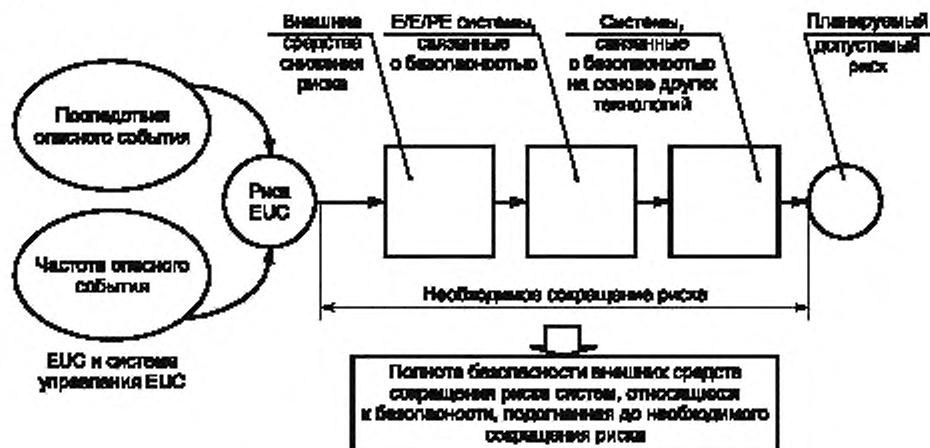 Последствия
опасного события
Частота опасного
события
EUC и система
управления EUC
Риск
EUC
Внешние
средства
снижения
риска
E/E/PE системы,
связанные
с безопасностью
Системы,
связанные
с безопасностью
на основе других
технологий
Планируемый
допустимый
риск
Необходимое сокращение риска
Полнота безопасности внешних средств
сокращения риска систем, относящихся
к безопасности, подогнанная до необходимого
сокращения риска